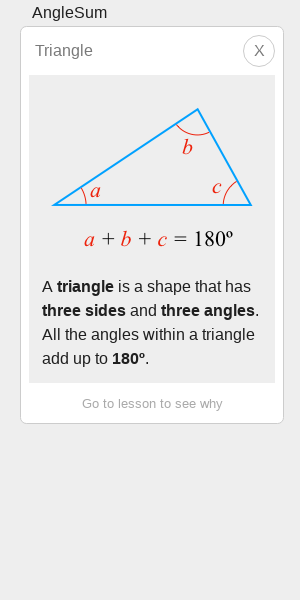 AngleSum
Triangle
X
b
a
c
a + b + c = 180º
A triangle is a shape that has
three sides and three angles.
All the angles within a triangle
add up to 180º.
Go to lesson to see why